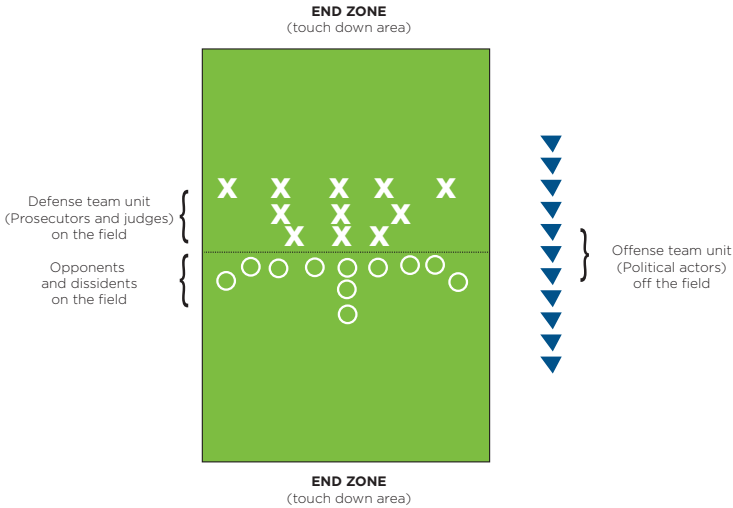 END ZONE
(touch down area)
X X X X X
X X X
X X X
Defense team unit
(Prosecutors and judges)
on the field
Opponents
and dissidents
on the field
Offense team unit
(Political actors)
off the field
END ZONE
(touch down area)